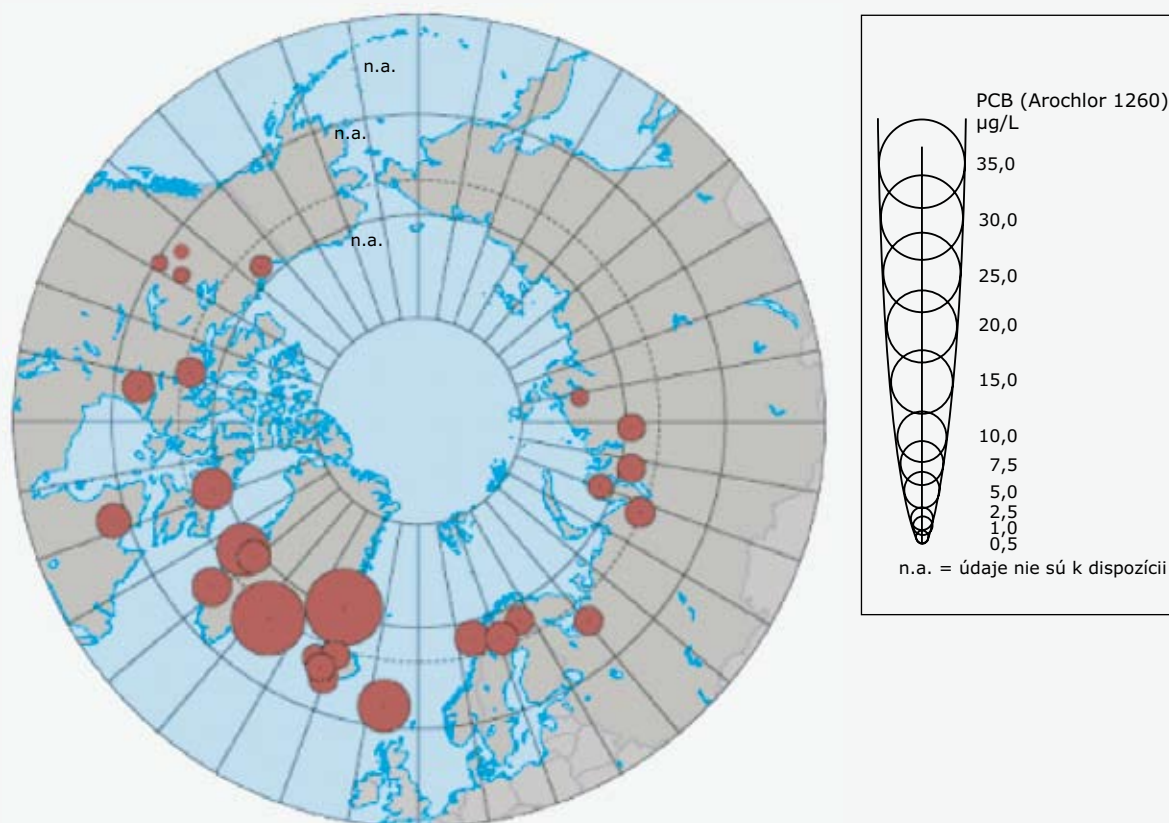 n.a.
n.a.
n.a.
PCB (Arochlor 1260)
µg/L
35,0
30,0
25,0
20,0
15,0
10,0
7,5
5,0
2,5
1,0
0,5
n.a. = údaje nie sú k dispozícii